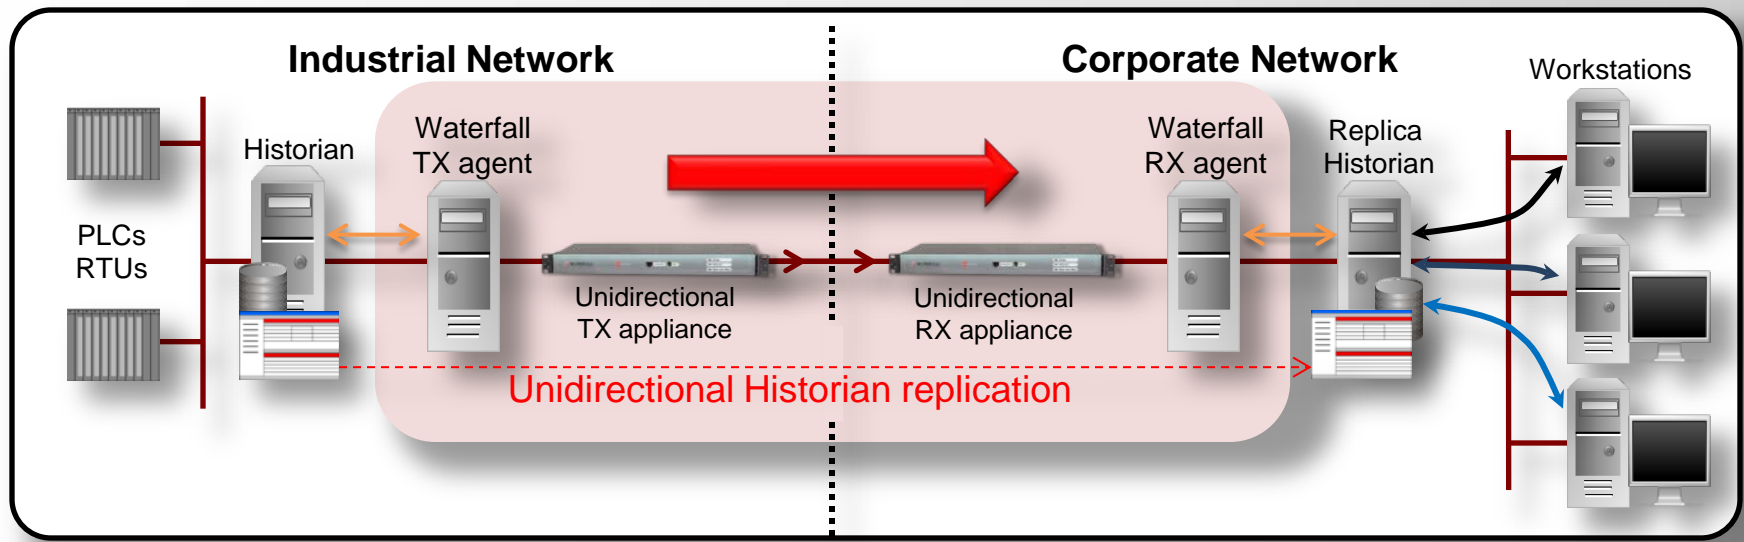 Industrial Network
Corporate Network
Workstations
Historian
Waterfall
TX agent
Waterfall
RX agent
Replica
Historian
PLCs
RTUs
Unidirectional
TX appliance
Unidirectional
RX appliance
Unidirectional Historian replication